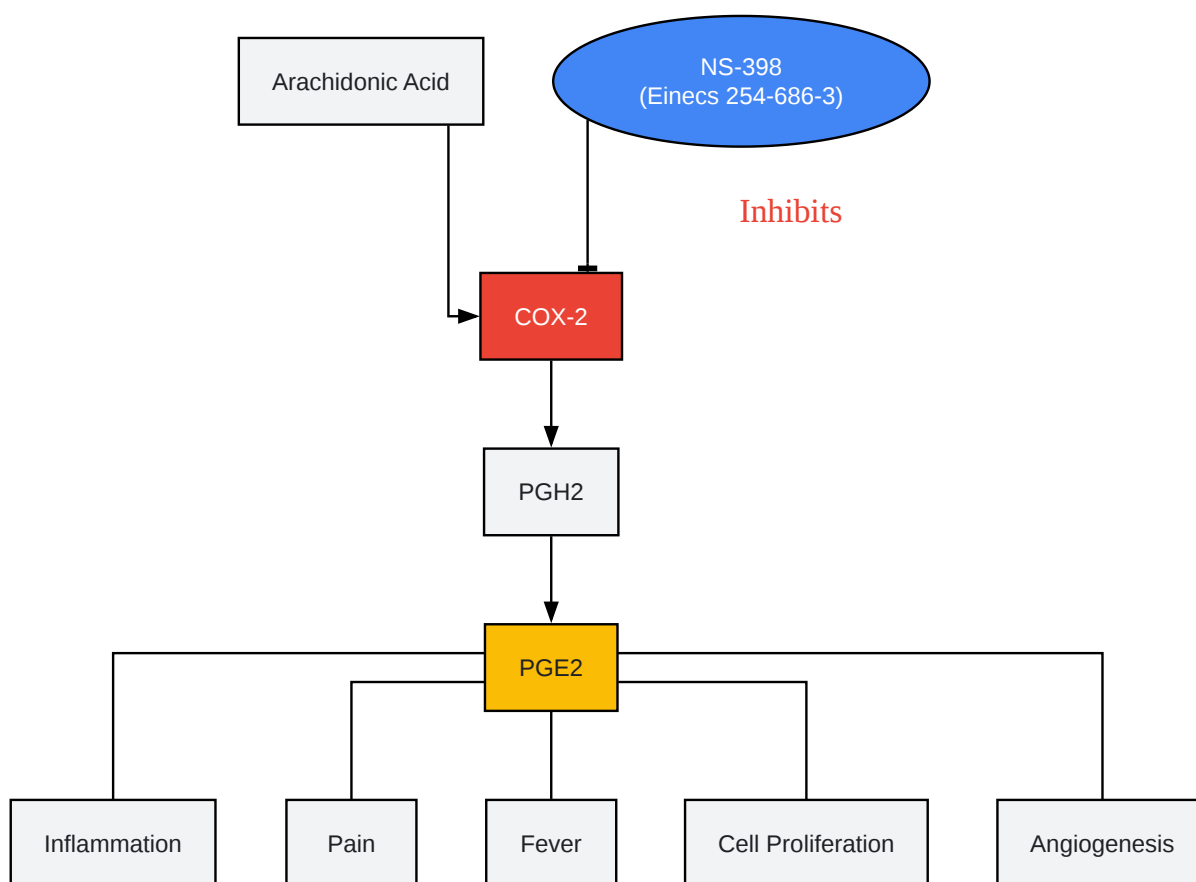 Arachidonic Acid
NS-398
(Einecs 254-686-3)
Inhibits
COX-2
PGH2
PGE2
Inflammation
Pain
Fever
Cell Proliferation
Angiogenesis